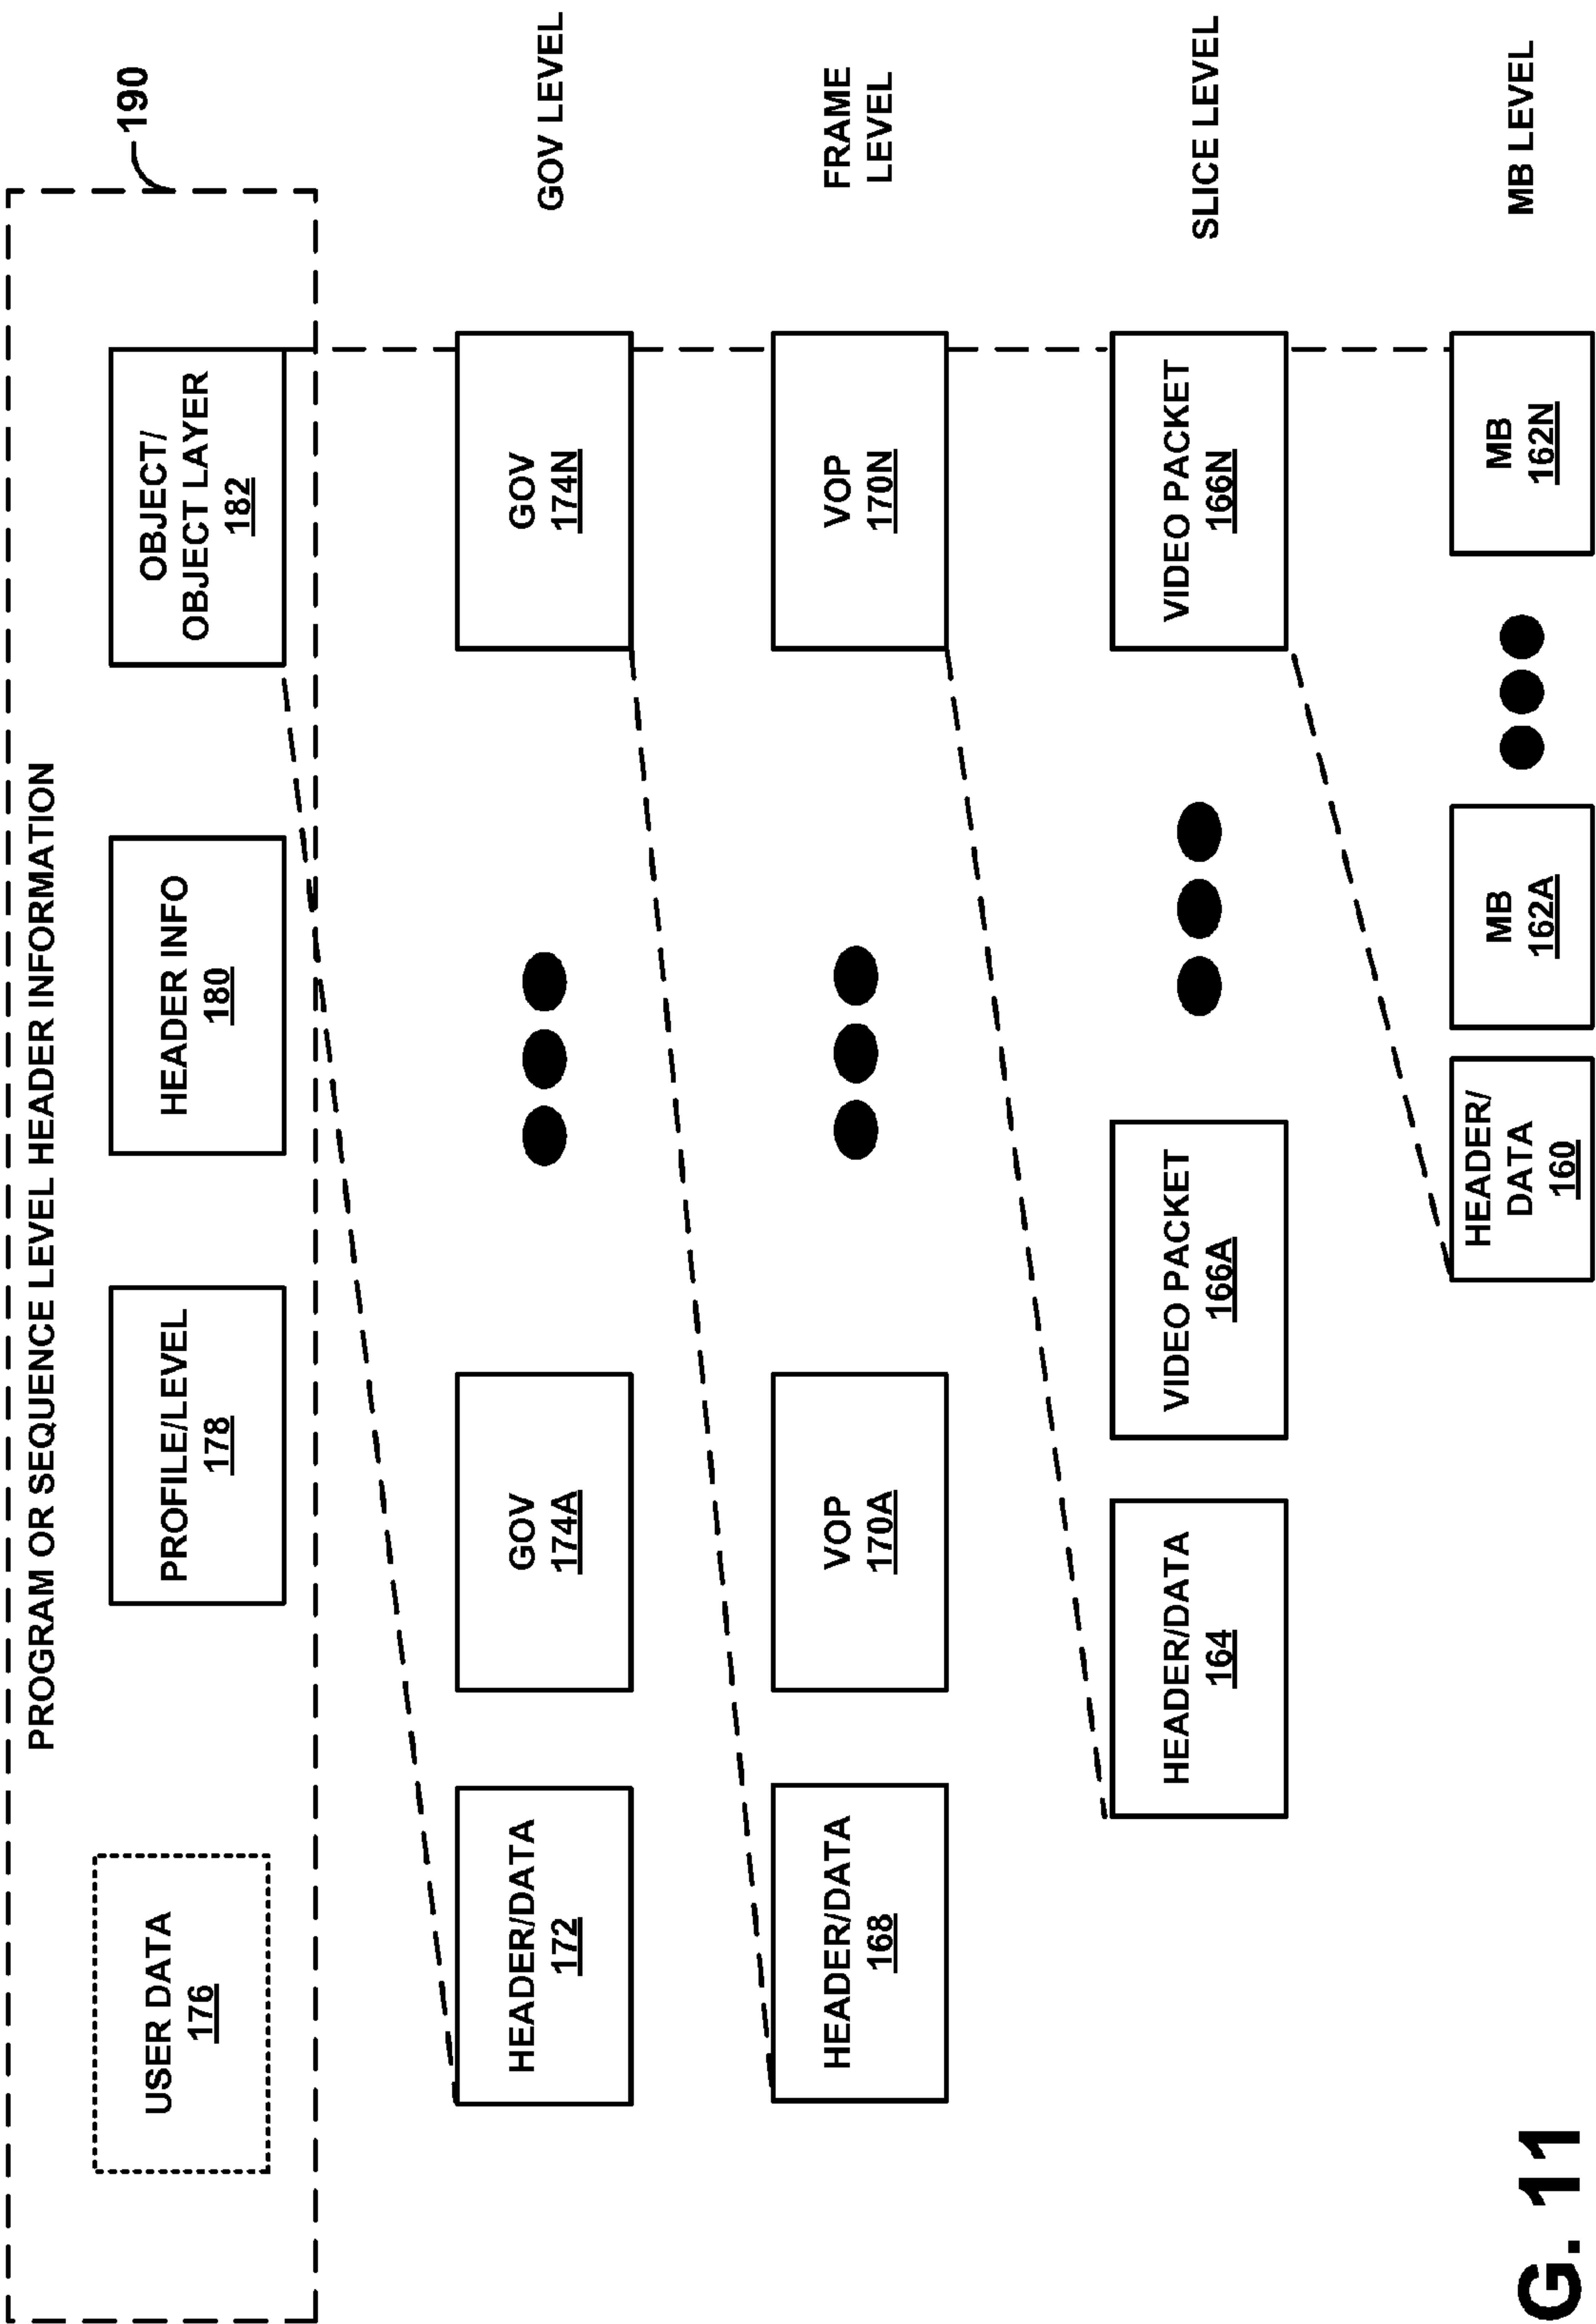 PROGRAM OR SEQUENCE LEVEL HEADER INFORMATION
190
USER DATA
176
PROFILE/LEVEL
178
HEADER INFO
180
OBJECT/
OBJECT LAYER
182
HEADER/DATA
172
GOV
174A
GOV
174N
GOV LEVEL
HEADER/DATA
168
VOP
170A
VOP
170N
FRAME
LEVEL
HEADER/DATA
164
VIDEO PACKET
166A
VIDEO PACKET
166N
SLICE LEVEL
HEADER/
DATA
160
MB
162A
MB
162N
MB LEVEL
G. 11